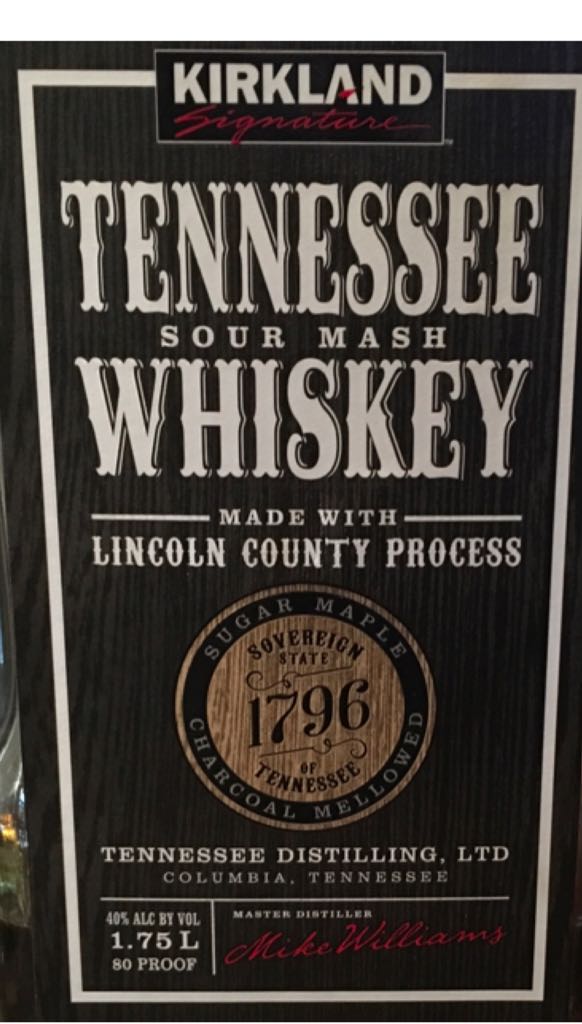 KIRKLAND
Signature
TENNESSEE
SOUR MASH
WHISKEY
MADE WITH
LINCOLN COUNTY PROCESS
SUGAR MAPLE
SOVEREIGN
STATE
1796
OF
TENNESSEE
CHARCOAL MELLOWED
TENNESSEE DISTILLING, LTD
COLUMBIA, TENNESSEE
40% ALC BY VOL
1.75 L
80 PROOF
MASTER DISTILLER
Mike Williams